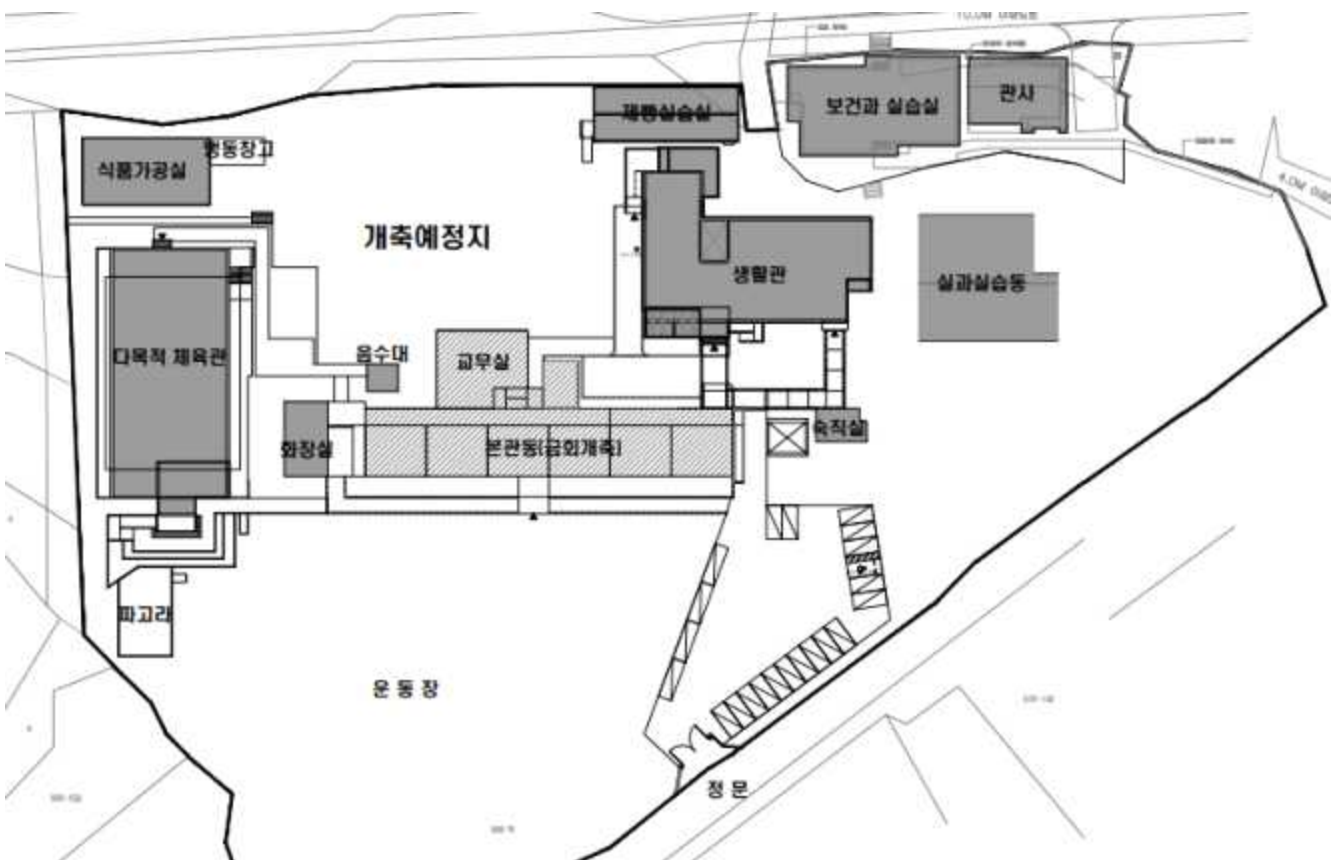 제빵실습실
보건과 실습실
관사
냉동창고
식품가공실
개축예정지
생활관
실과실습동
다목적 체육관
음수대
교무실
화장실
본관동(금회개축)
숙직실
파고라
운 동 장
정 문